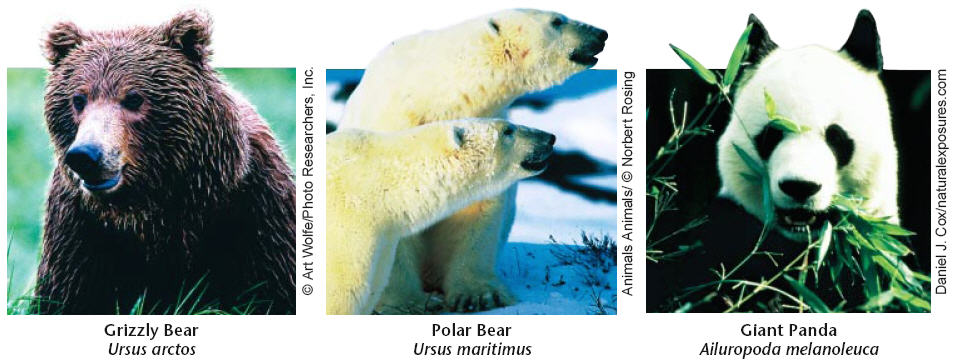 © Art Wolfe/Photo Researchers, Inc.
Animals Animals/ © Norbert Rosing
Daniel J. Cox/naturalexposures.com
Grizzly Bear
Ursus arctos
Polar Bear
Ursus maritimus
Giant Panda
Ailuropoda melanoleuca